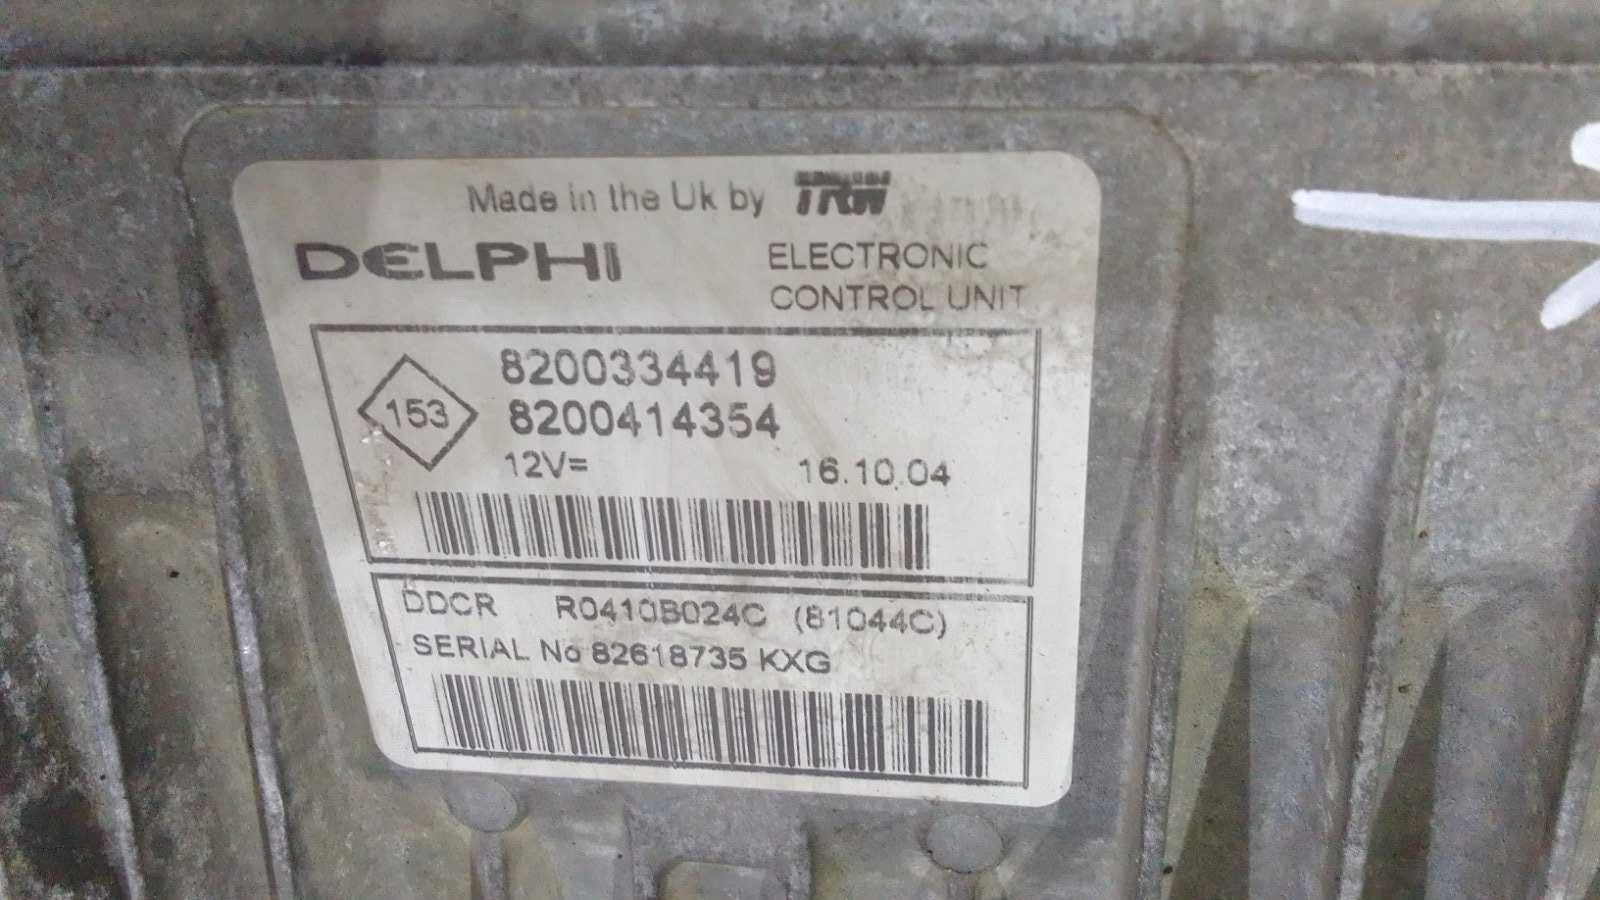 Made in the Uk by TRW
DELPHI
ELECTRONIC
CONTROL UNIT
8200334419
153
8200414354
12V=
16.10.04
DDCR R0410B024C (81044C)
SERIAL No 82618735 KXG